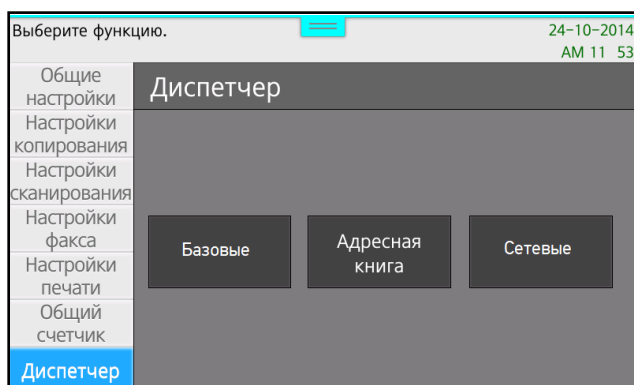 Выберите функцию.
24-10-2014
AM 11 53
Общие
настройки
Настройки
копирования
Настройки
сканирования
Настройки
факса
Настройки
печати
Общий
счетчик
Диспетчер
Диспетчер
Базовые
Адресная
книга
Сетевые